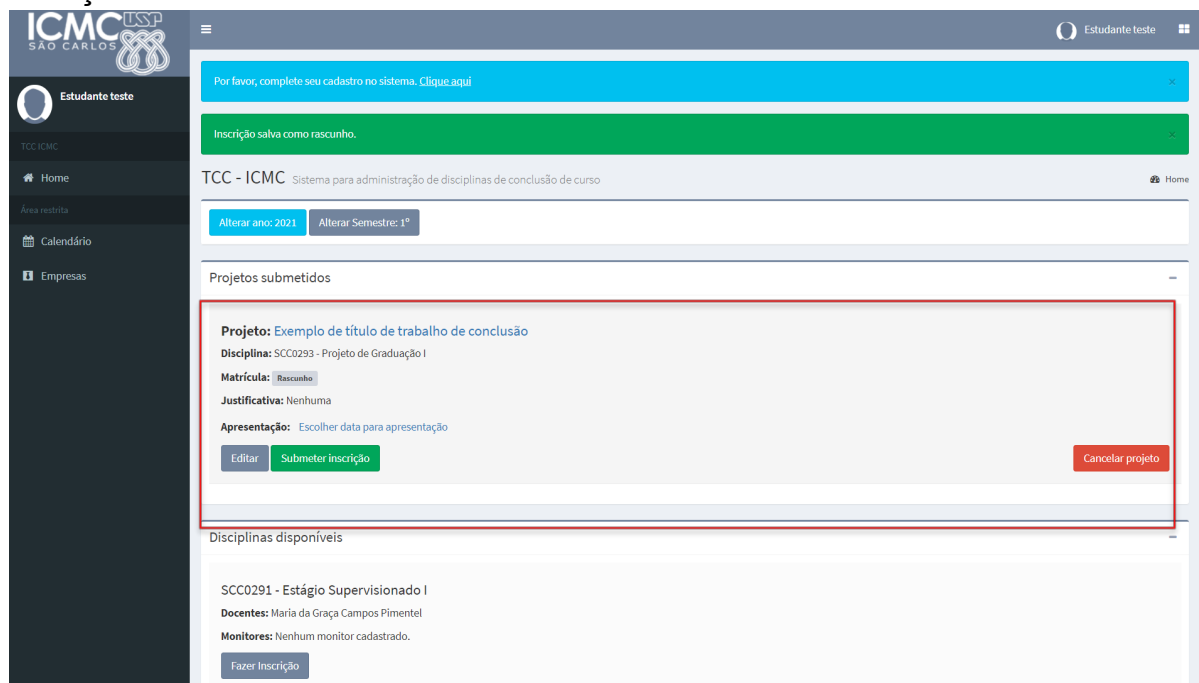 ICMC USP
SÃO CARLOS
Estudante teste
Estudante teste
TCC ICMC
Home
Área restrita
Calendário
Empresas
Por favor, complete seu cadastro no sistema. Clique aqui ×
Inscrição salva como rascunho. ×
TCC - ICMC Sistema para administração de disciplinas de conclusão de curso Home
Alterar ano: 2021 Alterar Semestre: 1º
Projetos submetidos
Projeto: Exemplo de título de trabalho de conclusão
Disciplina: SCC0293 - Projeto de Graduação I
Matrícula: Rascunho
Justificativa: Nenhuma
Apresentação: Escolher data para apresentação
Editar Submeter inscrição Cancelar projeto
Disciplinas disponíveis
SCC0291 - Estágio Supervisionado I
Docentes: Maria da Graça Campos Pimentel
Monitores: Nenhum monitor cadastrado.
Fazer Inscrição